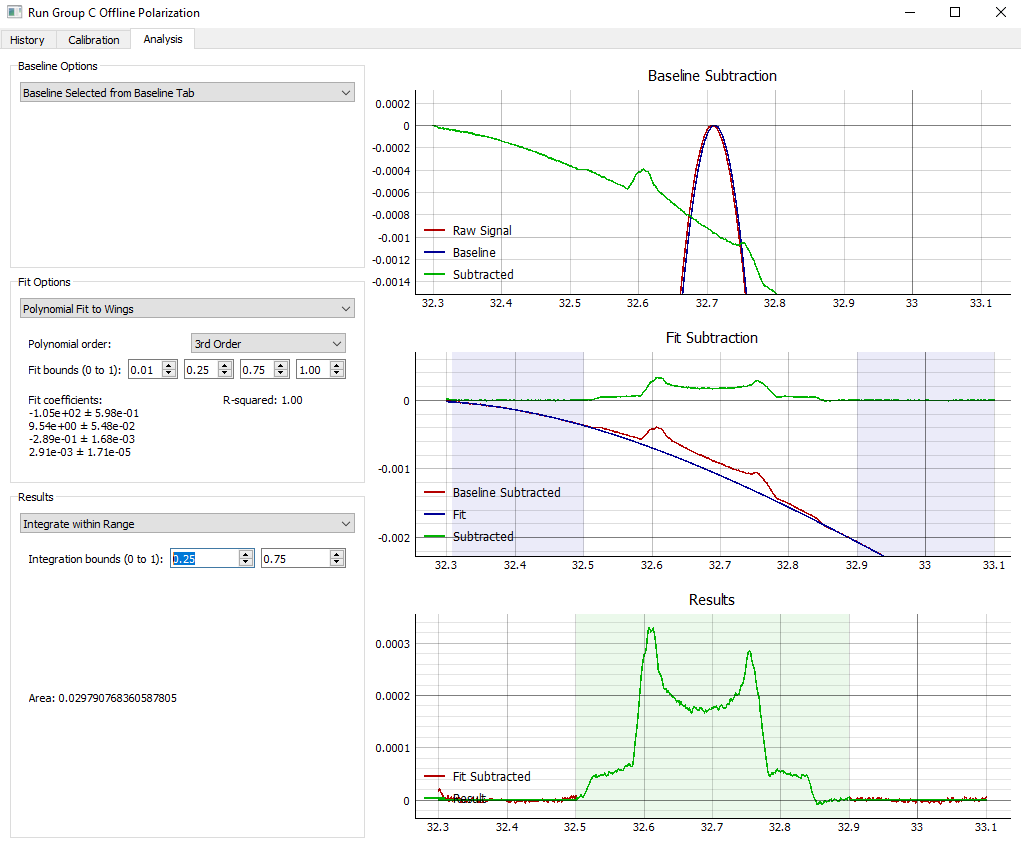 Run Group C Offline Polarization
History Calibration Analysis
Baseline Options
Baseline Selected from Baseline Tab
Fit Options
Polynomial Fit to Wings
Polynomial order: 3rd Order
Fit bounds (0 to 1): 0.01 0.25 0.75 1.00
Fit coefficients: R-squared: 1.00
-1.05e+02 ± 5.98e-01
9.54e+00 ± 5.48e-02
-2.89e-01 ± 1.68e-03
2.91e-03 ± 1.71e-05
Results
Integrate within Range
Integration bounds (0 to 1): 0.25 0.75
Area: 0.029790768360587805
Baseline Subtraction
0.0002
0
-0.0002
-0.0004
-0.0006
-0.0008
-0.001
-0.0012
-0.0014
Raw Signal
Baseline
Subtracted
32.3 32.4 32.5 32.6 32.7 32.8 32.9 33 33.1
Fit Subtraction
0
-0.001
-0.002
Baseline Subtracted
Fit
Subtracted
32.3 32.4 32.5 32.6 32.7 32.8 32.9 33 33.1
Results
0.0003
0.0002
0.0001
0
Fit Subtracted
Result
32.3 32.4 32.5 32.6 32.7 32.8 32.9 33 33.1